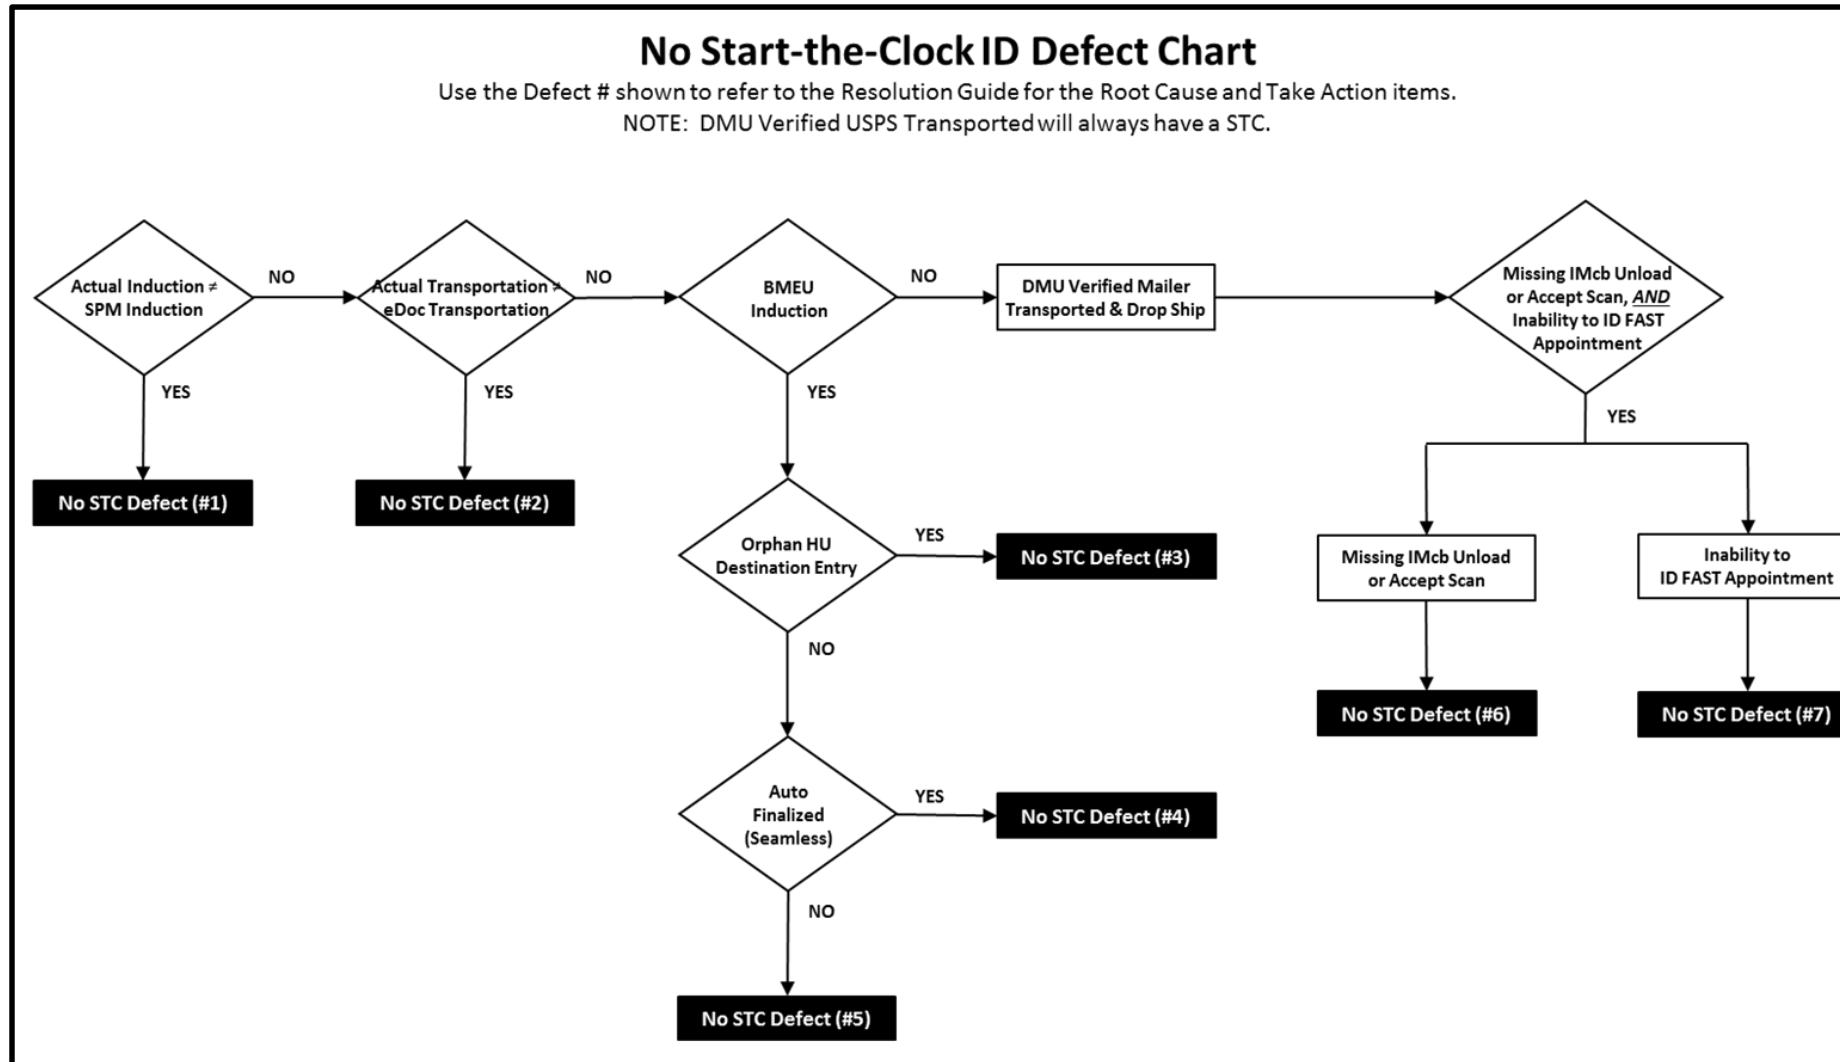 No Start-the-Clock ID Defect Chart
Use the Defect # shown to refer to the Resolution Guide for the Root Cause and Take Action items.
NOTE: DMU Verified USPS Transported will always have a STC.
Actual Induction ≠
SPM Induction
NO
YES
No STC Defect (#1)
Actual Transportation ≠
eDoc Transportation
NO
YES
No STC Defect (#2)
BMEU
Induction
NO
YES
DMU Verified Mailer
Transported & Drop Ship
Missing IMcb Unload
or Accept Scan, AND
Inability to ID FAST
Appointment
YES
Orphan HU
Destination Entry
YES
No STC Defect (#3)
NO
Missing IMcb Unload
or Accept Scan
Inability to
ID FAST Appointment
No STC Defect (#6)
No STC Defect (#7)
Auto
Finalized
(Seamless)
YES
No STC Defect (#4)
NO
No STC Defect (#5)